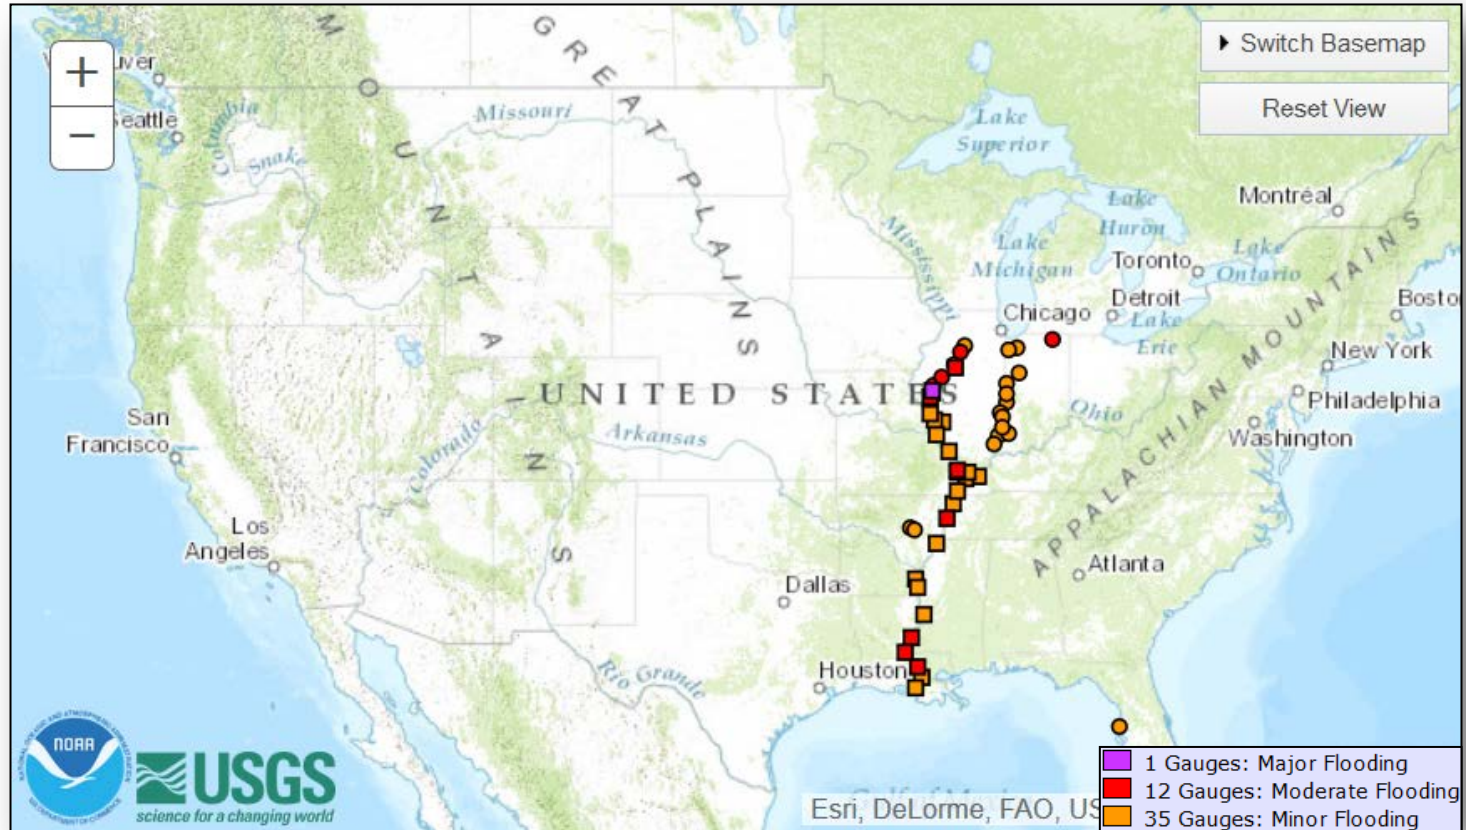 Switch Basemap
Reset View
+
−
uver
Seattle
Columbia
Snake
Missouri
GREAT PLAINS
MOUNTAINS
Lake
Superior
Lake
Huron
Lake
Michigan
Mississippi
Montréal
Toronto
Lake
Ontario
Chicago
Detroit
Lake
Erie
Bosto
New York
Philadelphia
Washington
UNITED STATES
Ohio
APPALACHIAN MOUNTAINS
San
Francisco
Colorado
Arkansas
Los
Angeles
Dallas
Atlanta
Houston
Rio Grande
NOAA
USGS
science for a changing world
Esri, DeLorme, FAO, US
1 Gauges: Major Flooding
12 Gauges: Moderate Flooding
35 Gauges: Minor Flooding